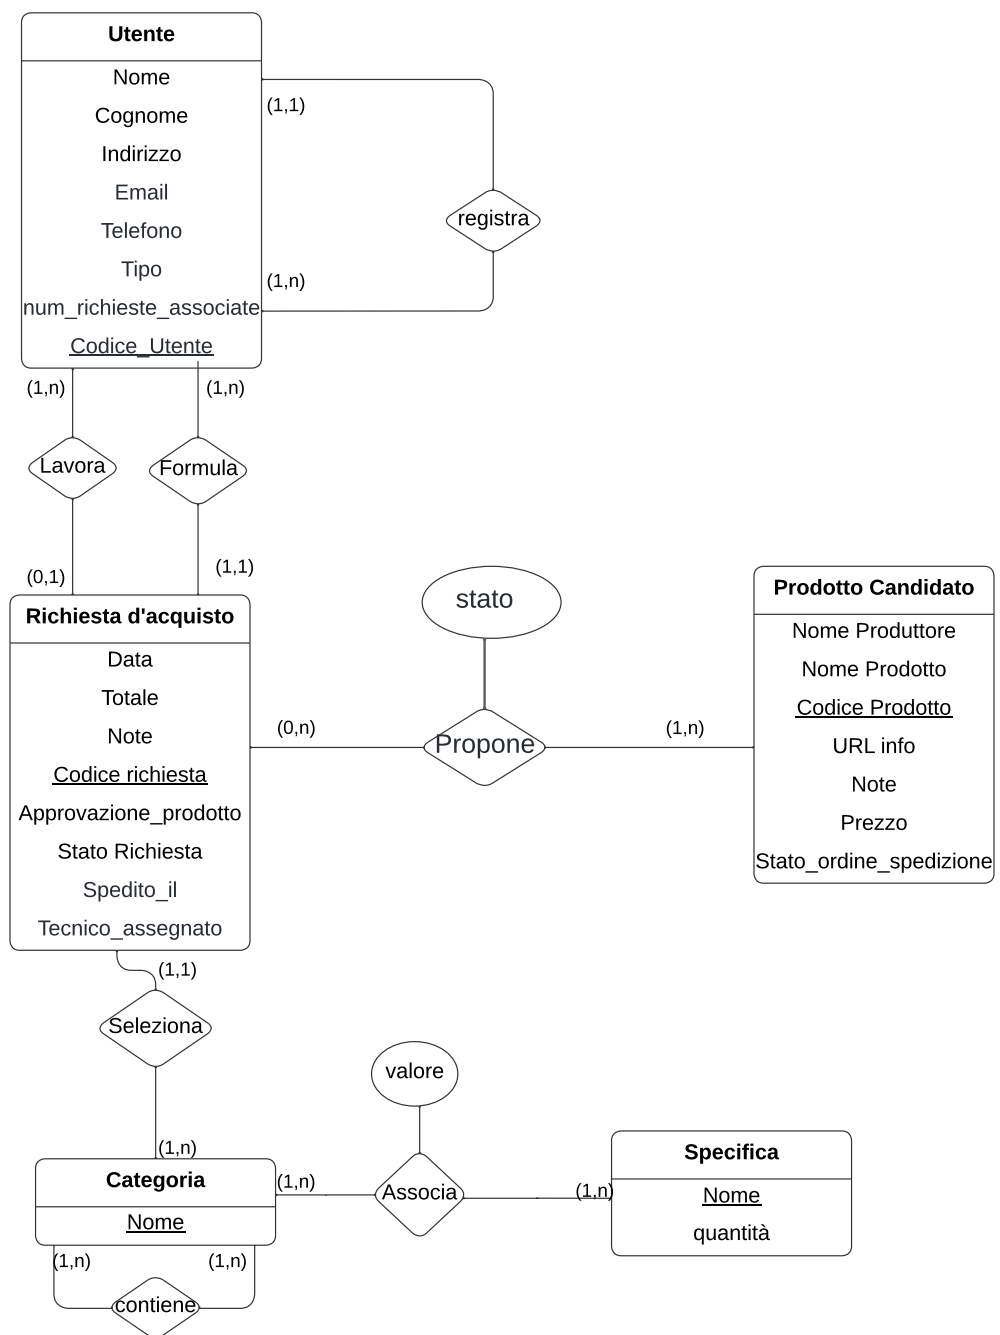 Utente
Nome
Cognome
Indirizzo
Email
Telefono
Tipo
num_richieste_associate
Codice_Utente
(1,1)
registra
(1,n)
(1,n)
(1,n)
Lavora
Formula
(0,1)
(1,1)
Richiesta d'acquisto
Data
Totale
Note
Codice richiesta
Approvazione_prodotto
Stato Richiesta
Spedito_il
Tecnico_assegnato
stato
(0,n)
Propone
(1,n)
Prodotto Candidato
Nome Produttore
Nome Prodotto
Codice Prodotto
URL info
Note
Prezzo
Stato_ordine_spedizione
(1,1)
Seleziona
(1,n)
Categoria
Nome
(1,n)
(1,n)
contiene
(1,n)
valore
Associa
(1,n)
Specifica
Nome
quantità